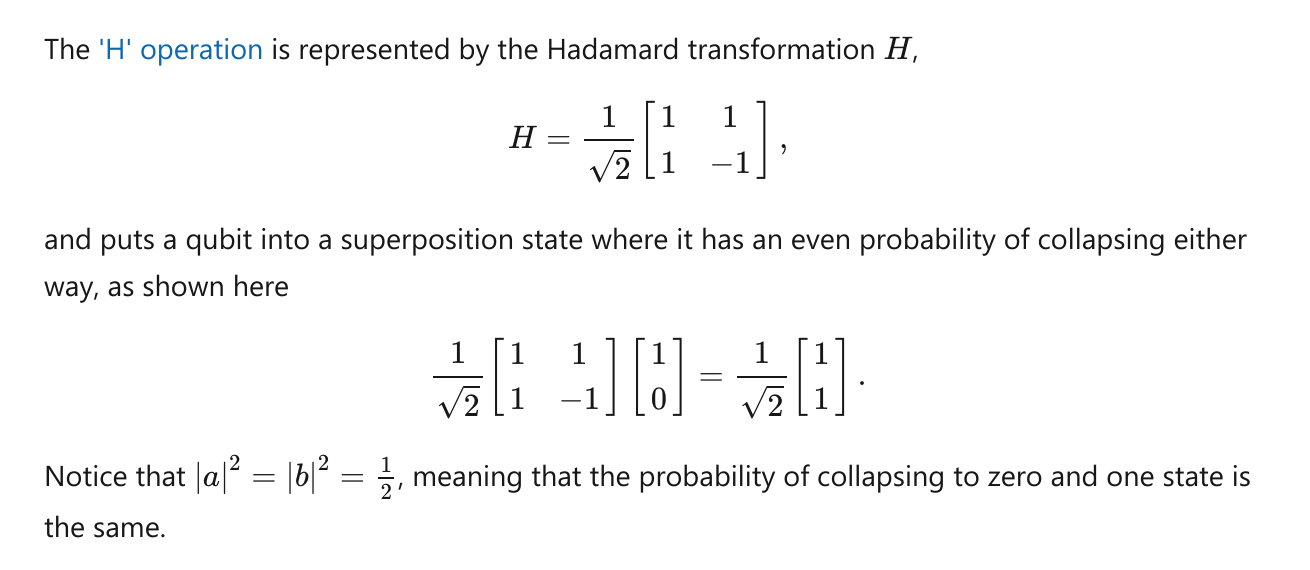 The 'H' operation is represented by the Hadamard transformation H,
H = \frac{1}{\sqrt{2}} \begin{bmatrix} 1 & 1 \\ 1 & -1 \end{bmatrix},
and puts a qubit into a superposition state where it has an even probability of collapsing either
way, as shown here
\frac{1}{\sqrt{2}} \begin{bmatrix} 1 & 1 \\ 1 & -1 \end{bmatrix} \begin{bmatrix} 1 \\ 0 \end{bmatrix} = \frac{1}{\sqrt{2}} \begin{bmatrix} 1 \\ 1 \end{bmatrix}.
Notice that |a|^2 = |b|^2 = \frac{1}{2}, meaning that the probability of collapsing to zero and one state is
the same.